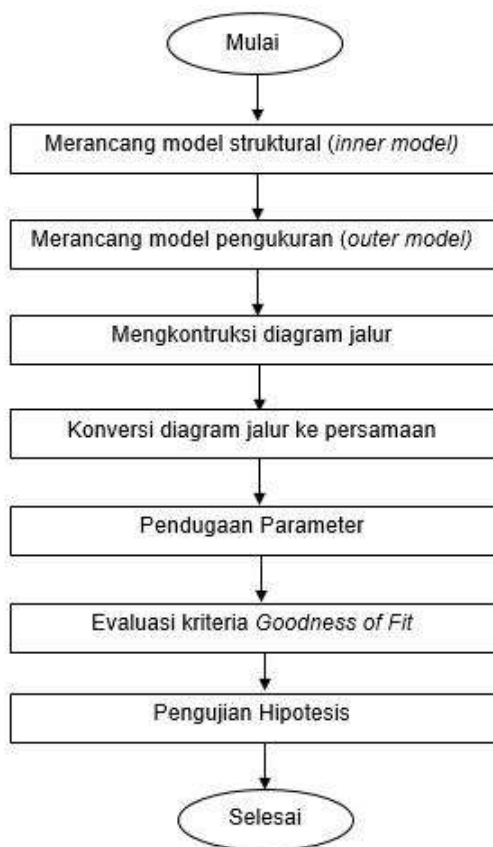 Mulai
Merancang model struktural (inner model)
Merancang model pengukuran (outer model)
Mengkontruksi diagram jalur
Konversi diagram jalur ke persamaan
Pendugaan Parameter
Evaluasi kriteria Goodness of Fit
Pengujian Hipotesis
Selesai